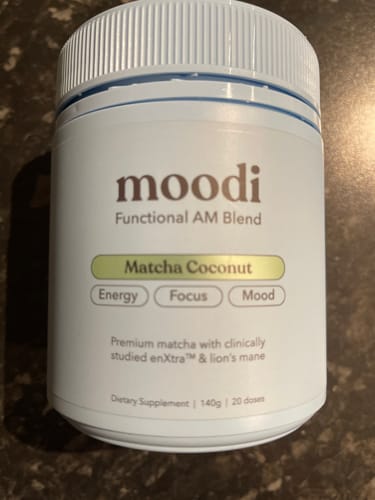 moodi
Functional AM Blend
Matcha Coconut
Energy Focus Mood
Premium matcha with clinically
studied enXtra™ & lion's mane
Dietary Supplement | 140g | 20 doses